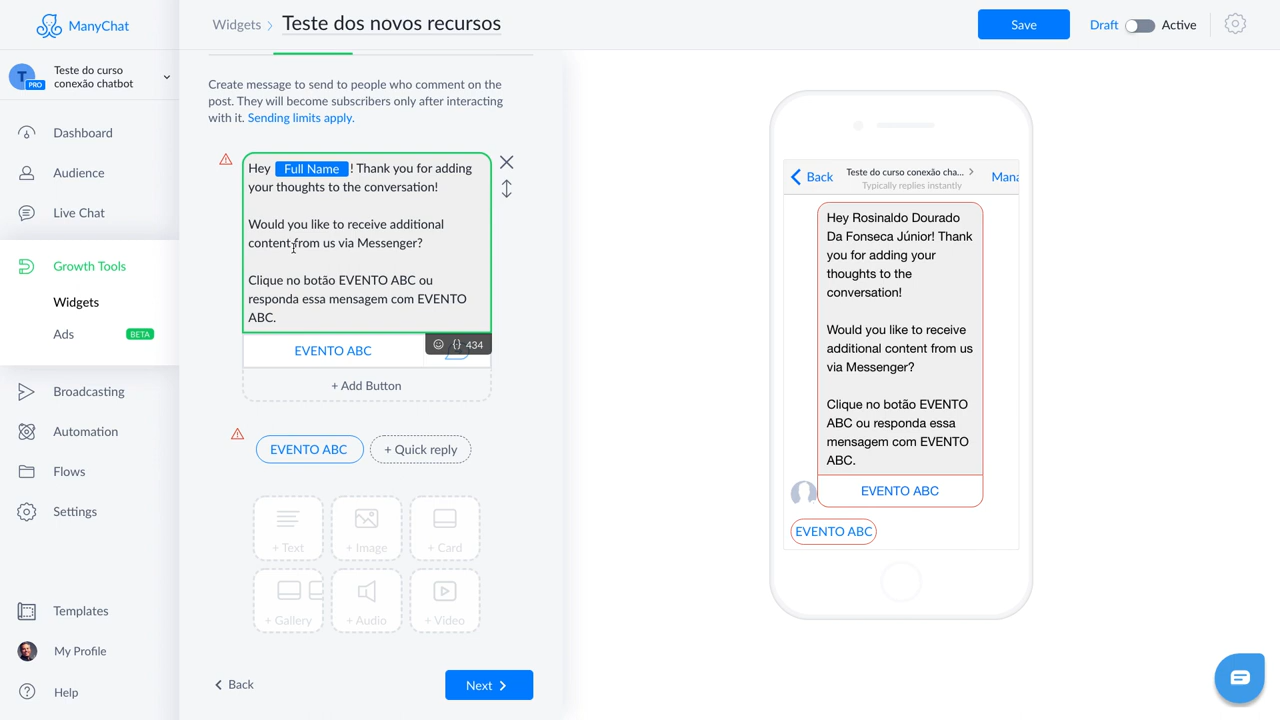 ManyChat
Widgets
Teste dos novos recursos
Save
Draft
Active
T
PRO
Teste do curso
conexão chatbot
Dashboard
Audience
Live Chat
Growth Tools
Widgets
Ads
BETA
Broadcasting
Automation
Flows
Settings
Templates
My Profile
Help
Create message to send to people who comment on the
post. They will become subscribers only after interacting
with it. Sending limits apply.
Hey Full Name ! Thank you for adding
your thoughts to the conversation!
Would you like to receive additional
content from us via Messenger?
Clique no botão EVENTO ABC ou
responda essa mensagem com EVENTO
ABC.
{} 434
EVENTO ABC
+ Add Button
EVENTO ABC
+ Quick reply
+ Text
+ Image
+ Card
+ Gallery
+ Audio
+ Video
Back
Next
Back
Teste do curso conexão cha...
Typically replies instantly
Mana
Hey Rosinaldo Dourado
Da Fonseca Júnior! Thank
you for adding your
thoughts to the
conversation!
Would you like to receive
additional content from us
via Messenger?
Clique no botão EVENTO
ABC ou responda essa
mensagem com EVENTO
ABC.
EVENTO ABC
EVENTO ABC